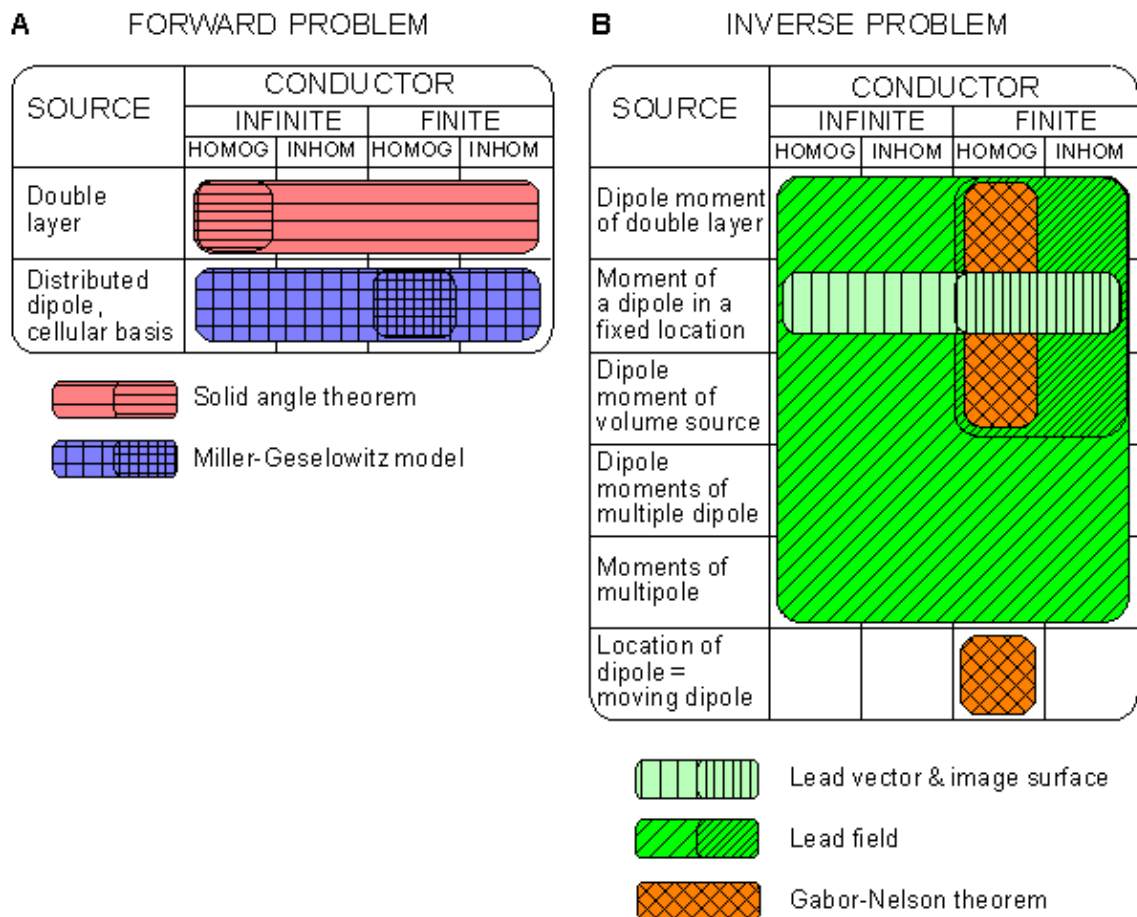 A FORWARD PROBLEM
SOURCE
CONDUCTOR
INFINITE FINITE
HOMOG INHOM HOMOG INHOM
Double
layer
Distributed
dipole,
cellular basis
Solid angle theorem
Miller-Geselowitz model
B INVERSE PROBLEM
SOURCE
CONDUCTOR
INFINITE FINITE
HOMOG INHOM HOMOG INHOM
Dipole moment
of double layer
Moment of
a dipole in a
fixed location
Dipole
moment of
volume source
Dipole
moments of
multiple dipole
Moments of
multipole
Location of
dipole =
moving dipole
Lead vector & image surface
Lead field
Gabor-Nelson theorem